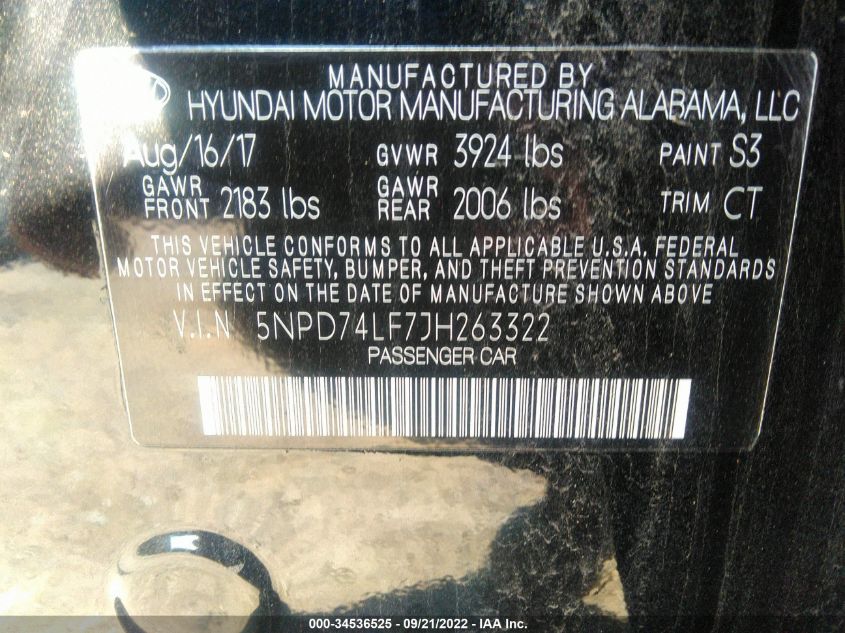 MANUFACTURED BY
HYUNDAI MOTOR MANUFACTURING ALABAMA, LLC
Aug/16/17 GVWR 3924 lbs PAINT S3
GAWR FRONT 2183 lbs GAWR REAR 2006 lbs TRIM CT
THIS VEHICLE CONFORMS TO ALL APPLICABLE U.S.A. FEDERAL
MOTOR VEHICLE SAFETY, BUMPER, AND THEFT PREVENTION STANDARDS
IN EFFECT ON THE DATE OF MANUFACTURE SHOWN ABOVE
V.I.N 5NPD74LF7JH263322
PASSENGER CAR
000-34536525 - 09/21/2022 - IAA Inc.